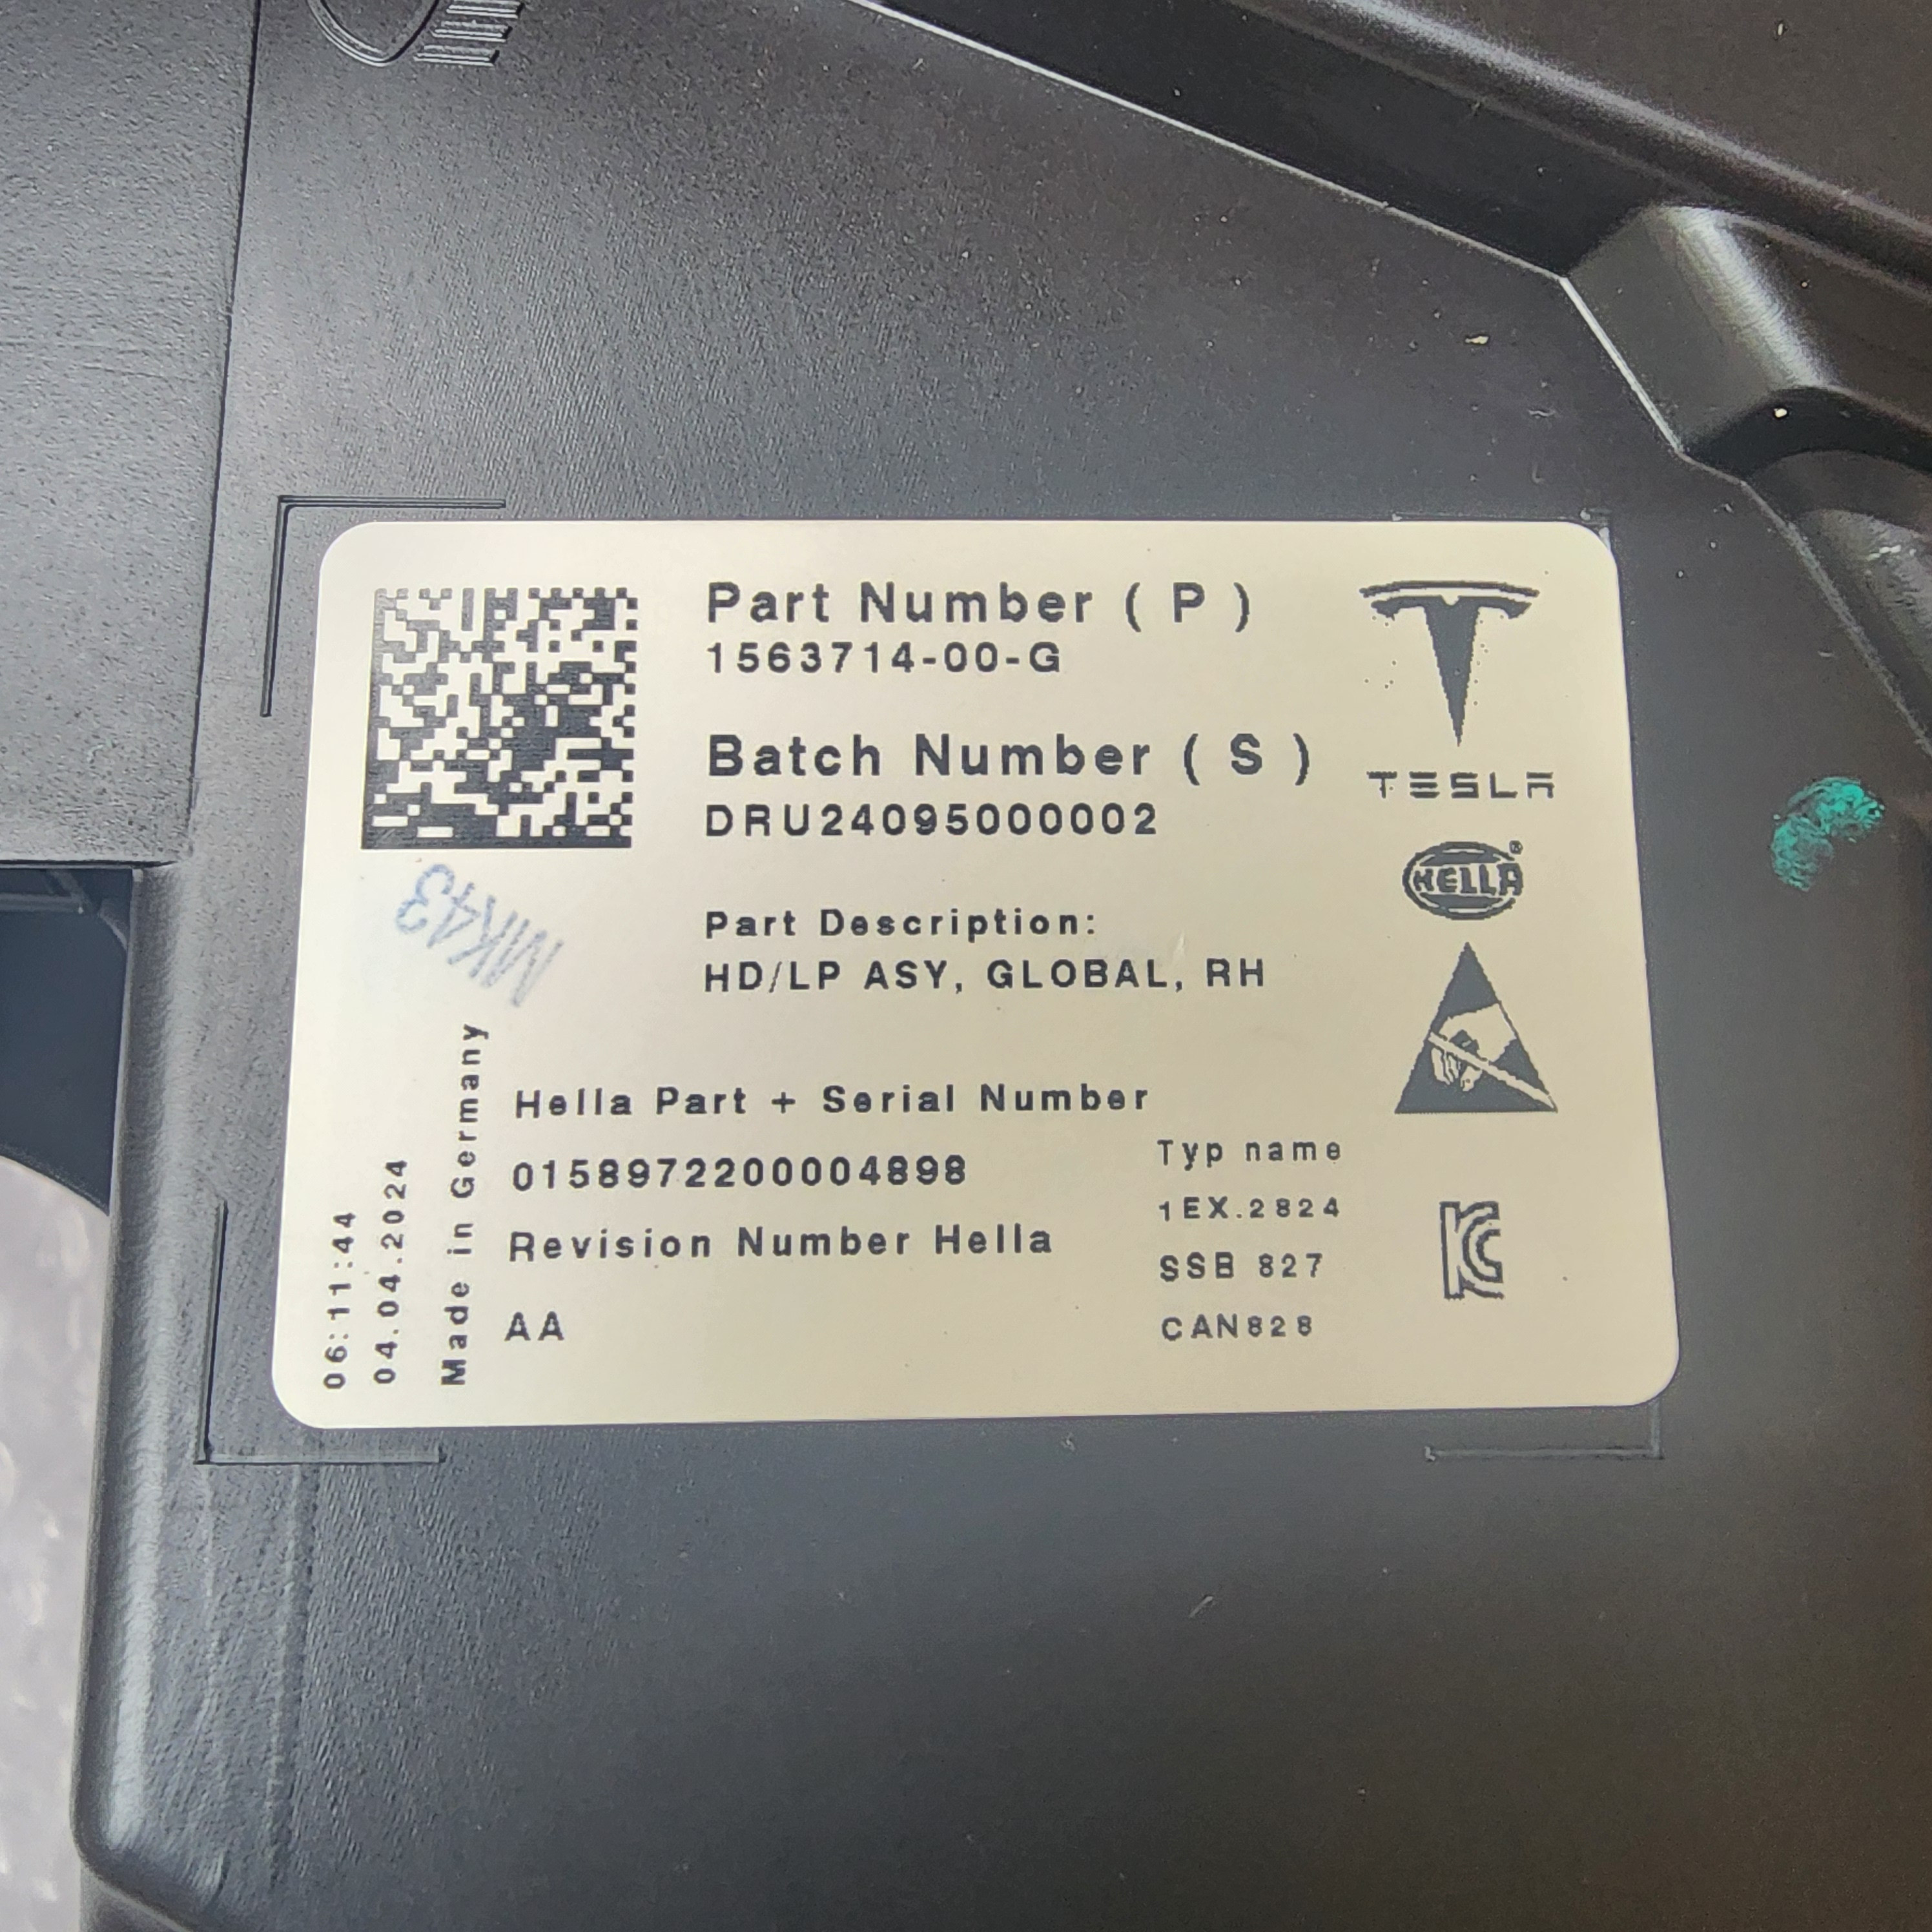 Part Number ( P )
1563714-00-G
Batch Number ( S )
DRU24095000002
TESLA
HELLA
®
MK43
Part Description:
HD/LP ASY, GLOBAL, RH
Hella Part + Serial Number
0158972200004898
Revision Number Hella
AA
Typ name
1EX.2824
SSB 827
CAN828
KC
06:11:44
04.04.2024
Made in Germany